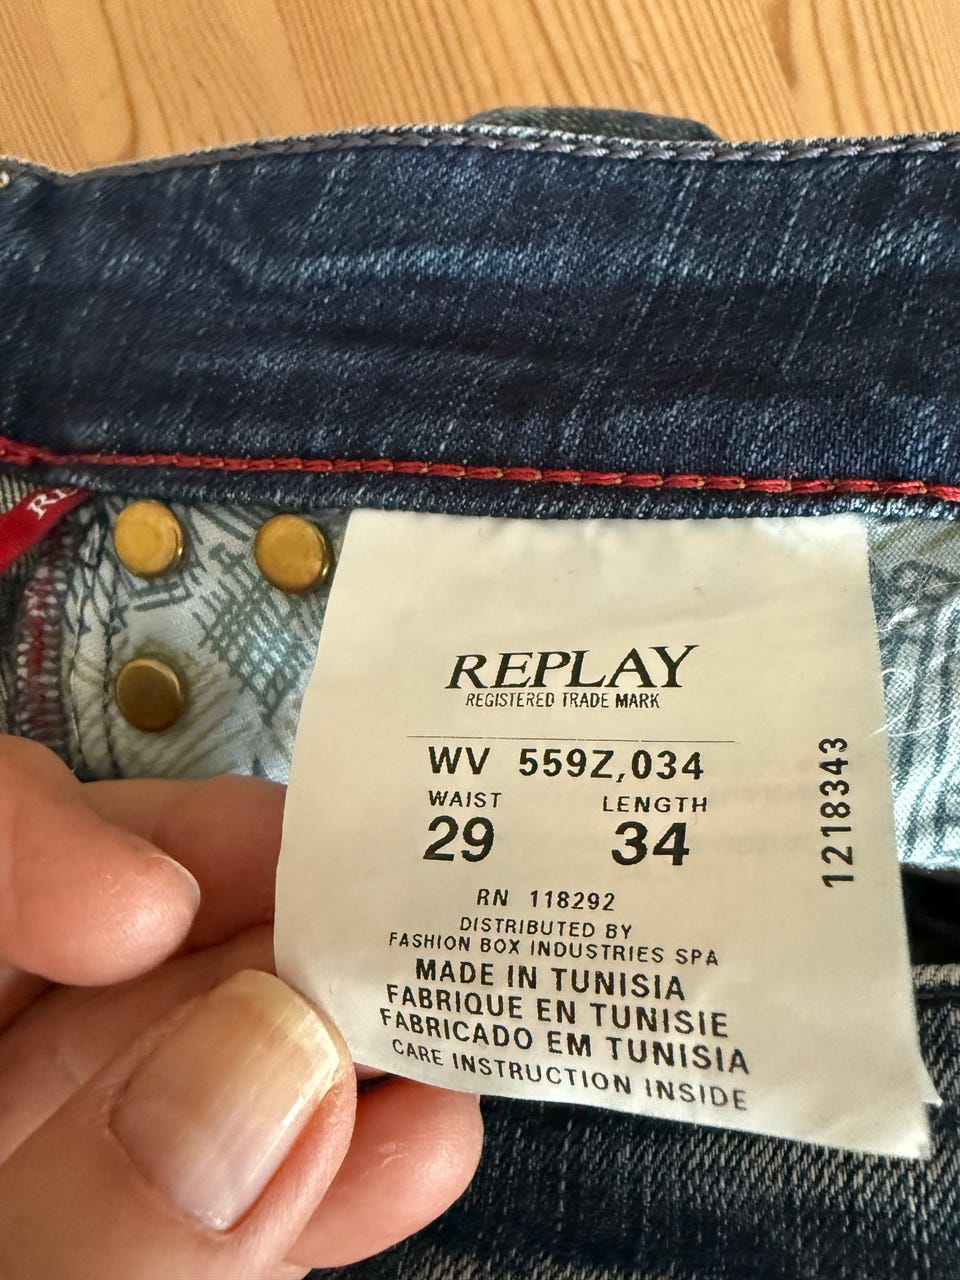 REPLAY
REGISTERED TRADE MARK
WV 559Z,034
WAIST LENGTH
29 34
RN 118292
DISTRIBUTED BY
FASHION BOX INDUSTRIES SPA
MADE IN TUNISIA
FABRIQUE EN TUNISIE
FABRICADO EM TUNISIA
CARE INSTRUCTION INSIDE
1218343